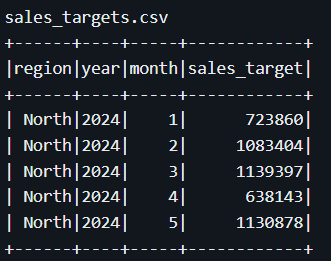 sales_targets.csv
+------+----+-----+------------+
|region|year|month|sales_target|
+------+----+-----+------------+
| North|2024|    1|      723860|
| North|2024|    2|     1083404|
| North|2024|    3|     1139397|
| North|2024|    4|      638143|
| North|2024|    5|     1130878|
+------+----+-----+------------+